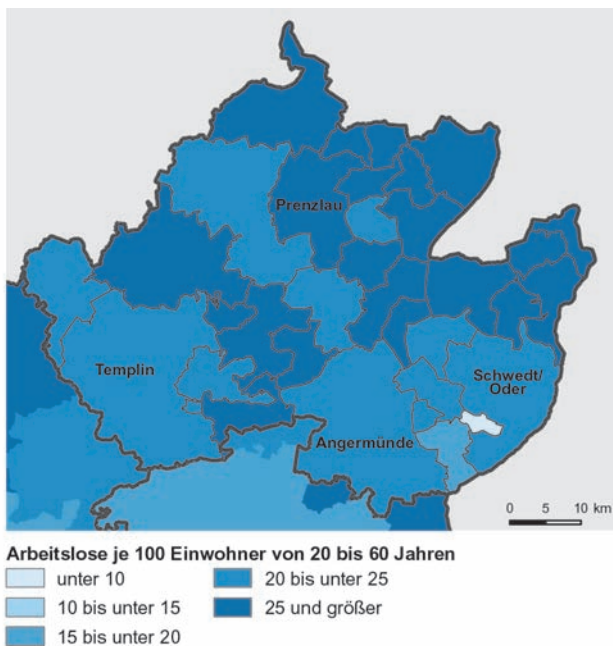 Prenzlau
Templin
Schwedt/
Oder
Angermünde
0 5 10 km
Arbeitslose je 100 Einwohner von 20 bis 60 Jahren
unter 10
20 bis unter 25
10 bis unter 15
25 und größer
15 bis unter 20